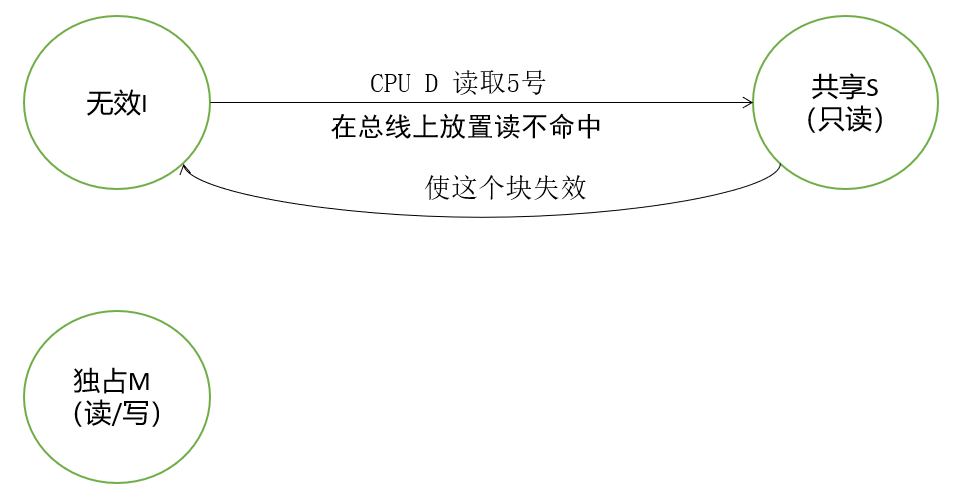 无效I
CPU D 读取5号
在总线上放置读不命中
共享S
（只读）
使这个块失效
独占M
（读/写）